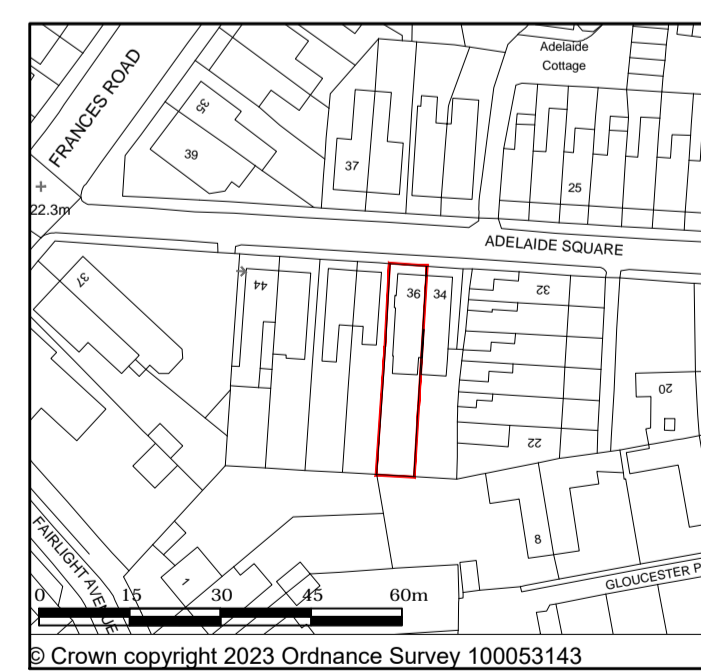 Adelaide
Cottage
FRANCES ROAD
35
39
37
25
22.3m
ADELAIDE SQUARE
37
44
36
34
32
20
22
8
FAIRLIGHT AVENUE
1
GLOUCESTER P
0 15 30 45 60m
© Crown copyright 2023 Ordnance Survey 100053143